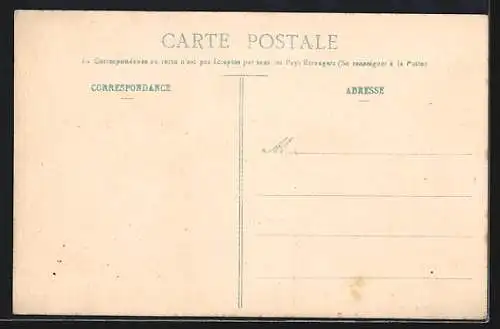 CARTE POSTALE
La Correspondance au recto n'est pas acceptée par tous les Pays Étrangers (Se renseigner à la Poste)
CORRESPONDANCE
ADRESSE
M